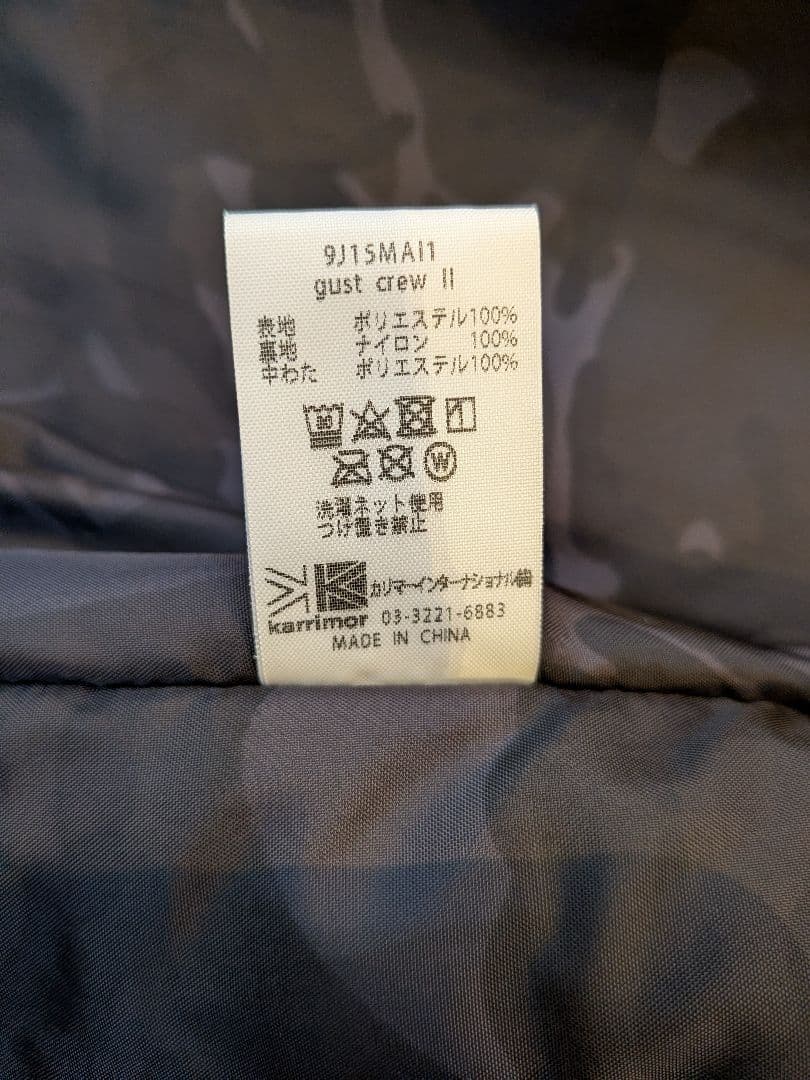 9J15MAI1
gust crew II
表地 ポリエステル100%
裏地 ナイロン 100%
中わた ポリエステル100%
W
洗濯ネット使用
つけ置き禁止
カリマーインターナショナル㈱
karrimor 03-3221-6883
MADE IN CHINA